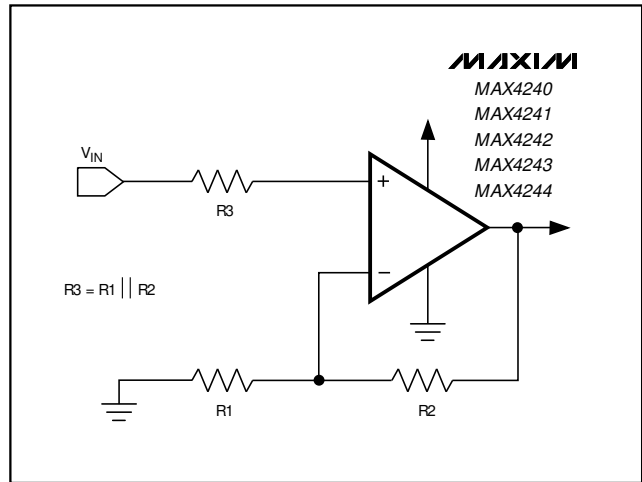 MAXIM
MAX4240
MAX4241
MAX4242
MAX4243
MAX4244
VIN
R3
+
−
R3 = R1 || R2
R1
R2